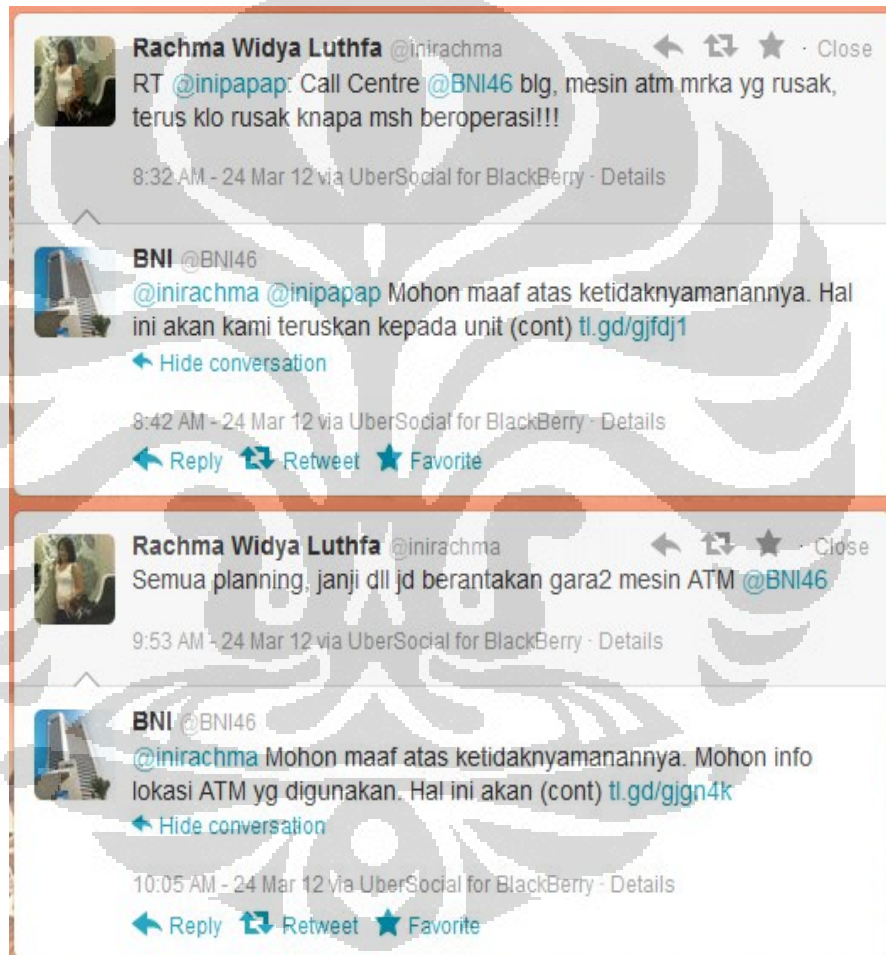 Rachma Widya Luthfa @inirachma · Close
RT @inipapap: Call Centre @BNI46 blg, mesin atm mrka yg rusak,
terus klo rusak knapa msh beroperasi!!!
8:32 AM - 24 Mar 12 via UberSocial for BlackBerry · Details
BNI @BNI46
@inirachma @inipapap Mohon maaf atas ketidaknyamanannya. Hal
ini akan kami teruskan kepada unit (cont) tl.gd/gjfdj1
Hide conversation
8:42 AM - 24 Mar 12 via UberSocial for BlackBerry · Details
Reply Retweet Favorite
Rachma Widya Luthfa @inirachma · Close
Semua planning, janji dll jd berantakan gara2 mesin ATM @BNI46
9:53 AM - 24 Mar 12 via UberSocial for BlackBerry · Details
BNI @BNI46
@inirachma Mohon maaf atas ketidaknyamanannya. Mohon info
lokasi ATM yg digunakan. Hal ini akan (cont) tl.gd/gjgn4k
Hide conversation
10:05 AM - 24 Mar 12 via UberSocial for BlackBerry · Details
Reply Retweet Favorite